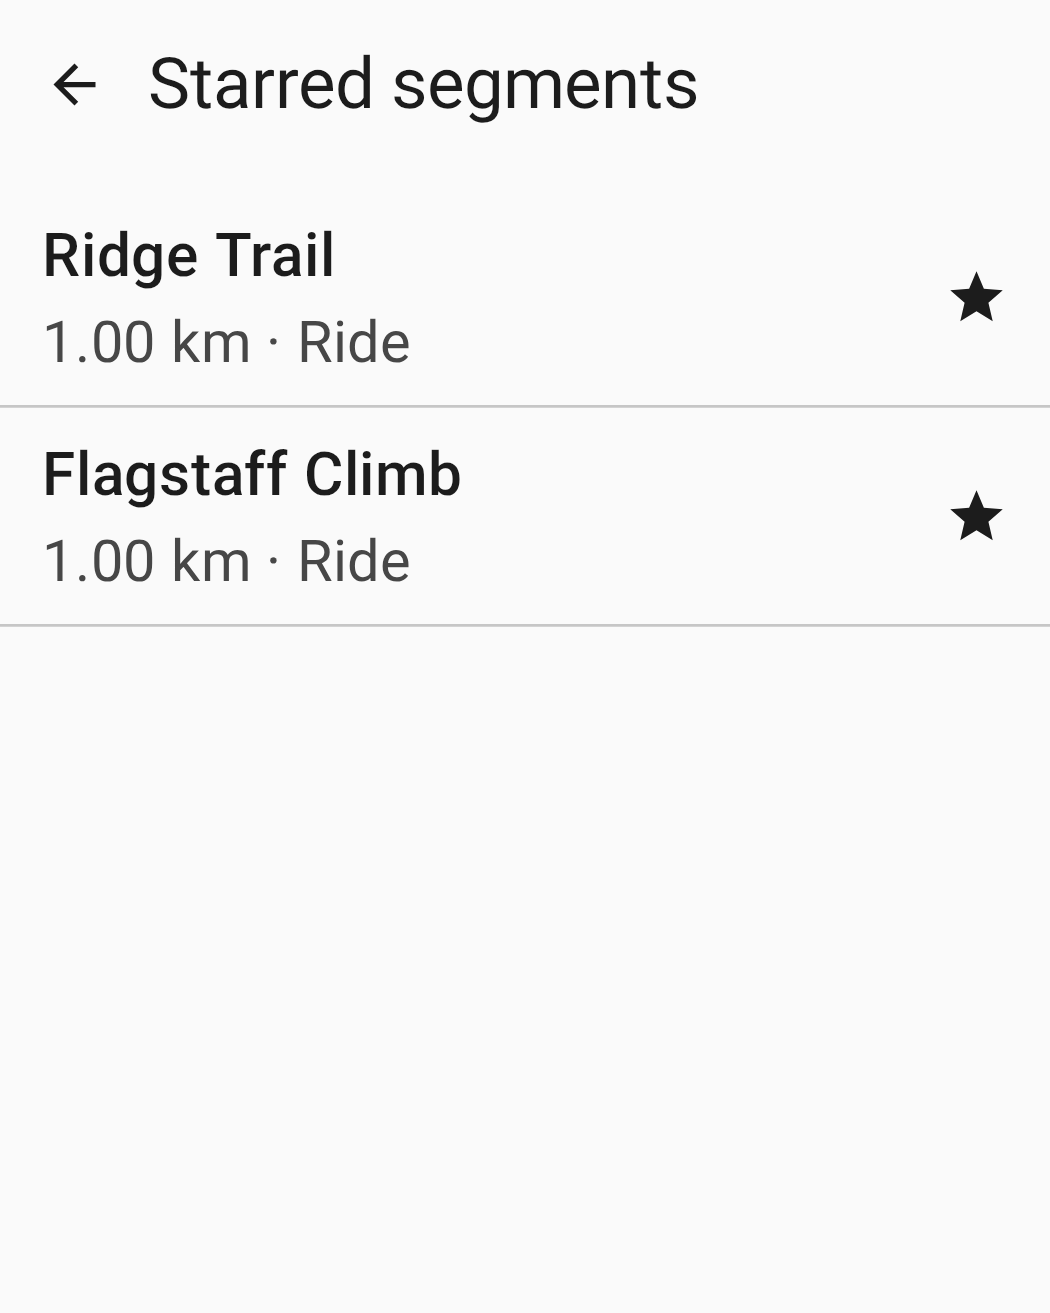 Starred segments
Ridge Trail
1.00 km · Ride
Flagstaff Climb
1.00 km · Ride